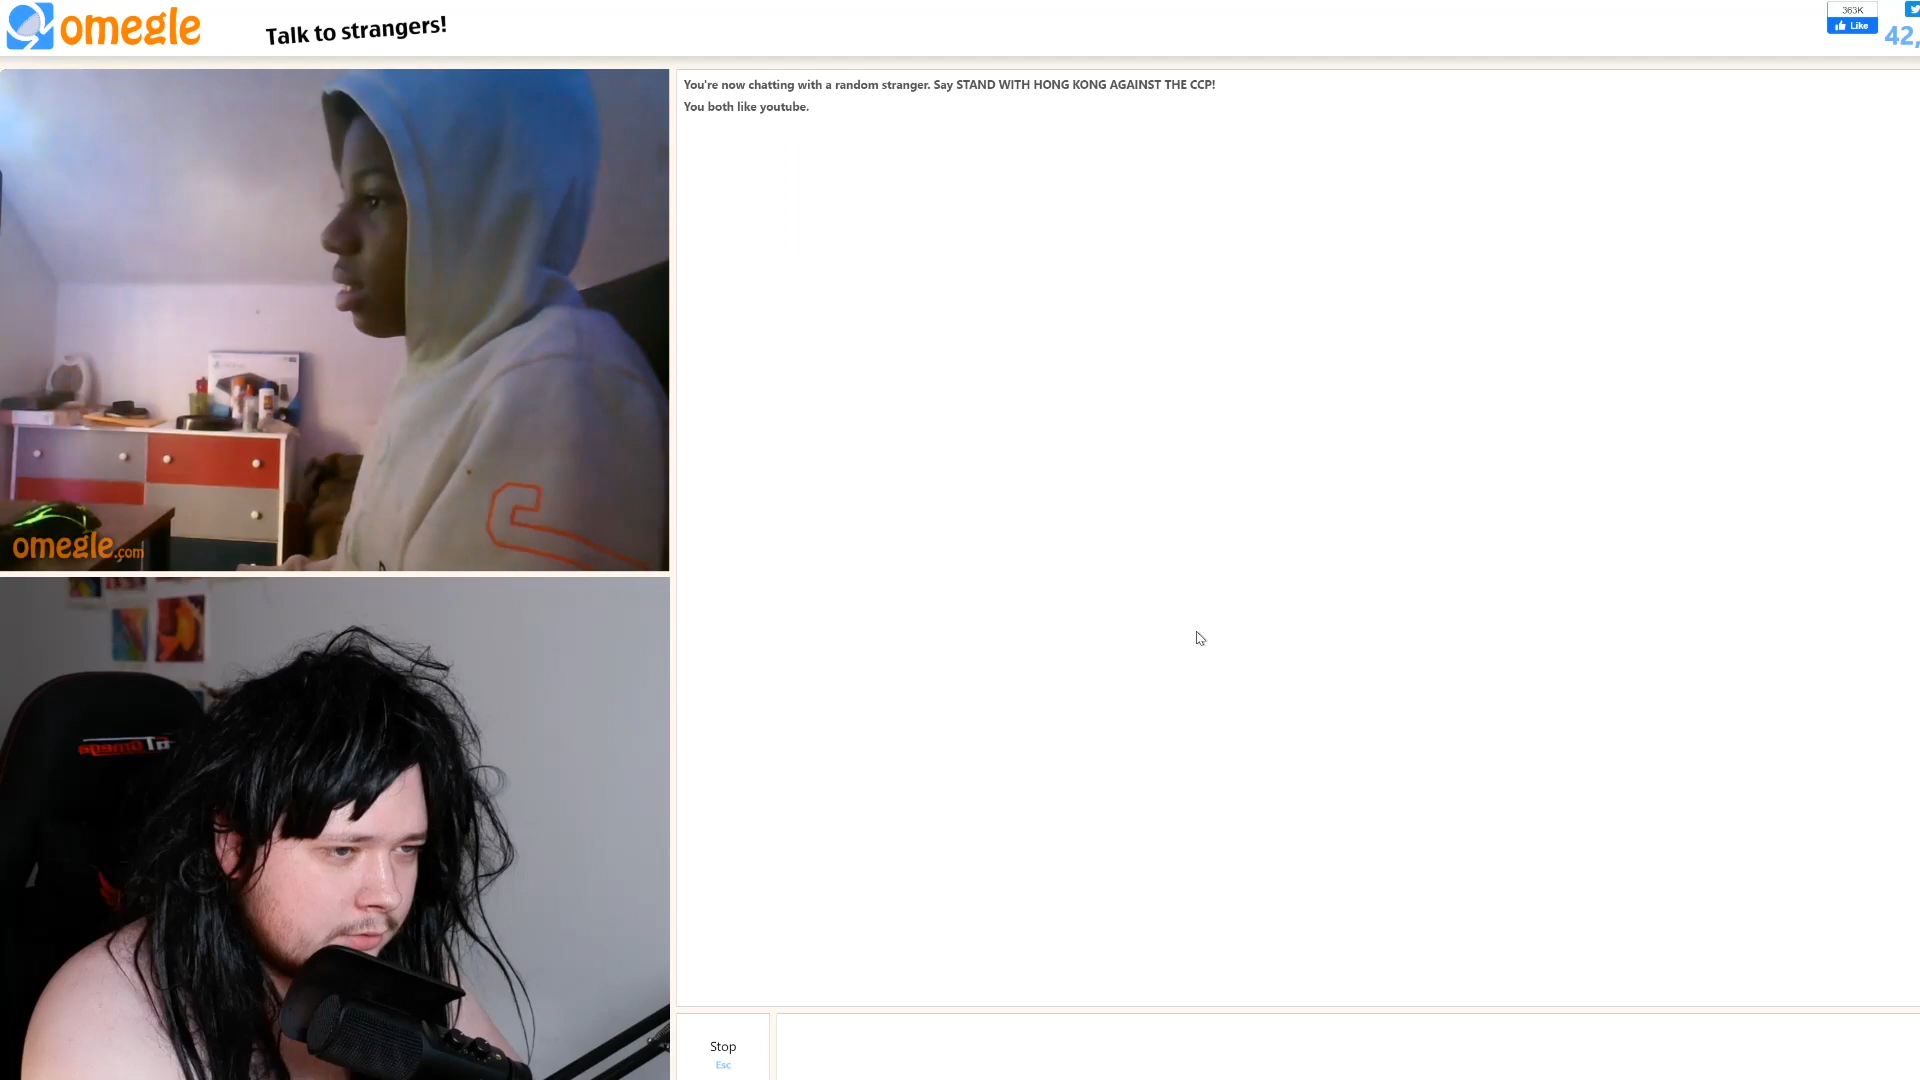 omegle
Talk to strangers!
363K
Like
42,
You're now chatting with a random stranger. Say STAND WITH HONG KONG AGAINST THE CCP!
You both like youtube.
omegle.com
Stop
Esc